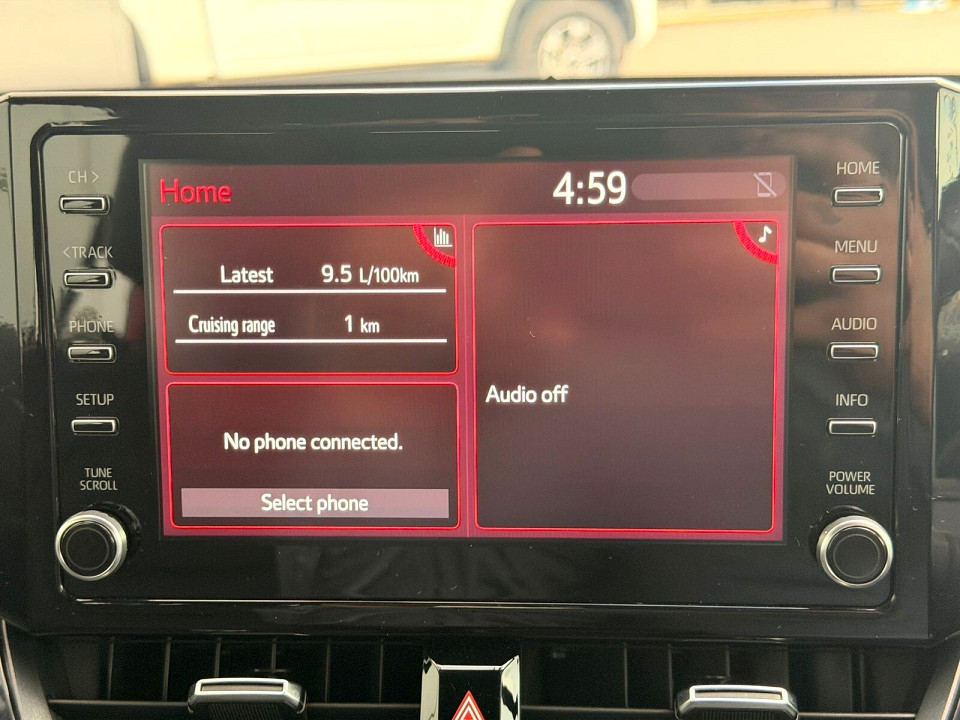 CH >
<TRACK
PHONE
SETUP
TUNE
SCROLL
Home
4:59
Latest 9.5 L/100km
Cruising range 1 km
No phone connected.
Select phone
Audio off
HOME
MENU
AUDIO
INFO
POWER
VOLUME